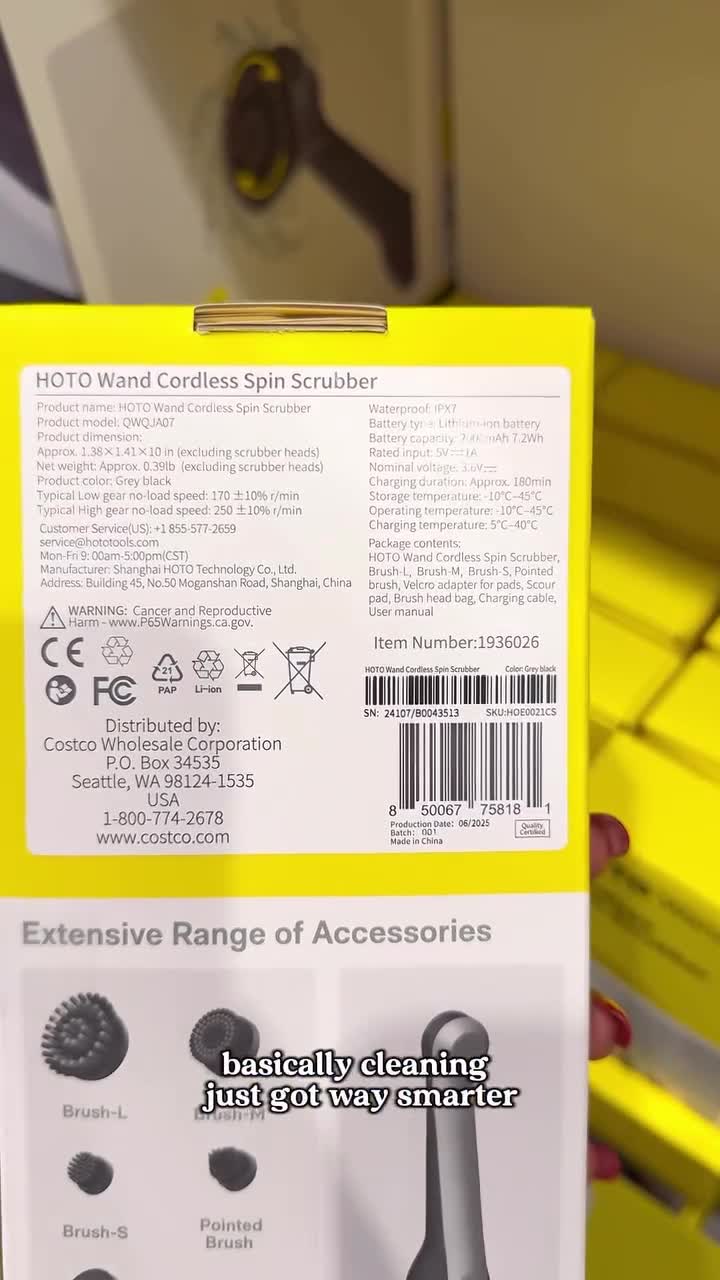 HOTO Wand Cordless Spin Scrubber
Product name: HOTO Wand Cordless Spin Scrubber
Product model: QWQJA07
Product dimension:
Approx. 1.38×1.41×10 in (excluding scrubber heads)
Net weight: Approx. 0.39lb (excluding scrubber heads)
Product color: Grey black
Typical Low gear no-load speed: 170 ±10% r/min
Typical High gear no-load speed: 250 ±10% r/min
Customer Service(US): +1 855-577-2659
service@hototools.com
Mon-Fri 9: 00am-5:00pm(CST)
Manufacturer: Shanghai HOTO Technology Co., Ltd.
Address: Building 45, No.50 Moganshan Road, Shanghai, China
WARNING: Cancer and Reproductive
Harm - www.P65Warnings.ca.gov.
CE
FC
21
PAP
Li-ion
Distributed by:
Costco Wholesale Corporation
P.O. Box 34535
Seattle, WA 98124-1535
USA
1-800-774-2678
www.costco.com
Waterproof: IPX7
Battery type: Lithium-ion battery
Battery capacity: 7.2Wh
Rated input: 5V⎓1A
Nominal voltage: 3.6V⎓
Charging duration: Approx. 180min
Storage temperature: -10°C–45°C
Operating temperature: -10°C–45°C
Charging temperature: 5°C–40°C
Package contents:
HOTO Wand Cordless Spin Scrubber,
Brush-L, Brush-M, Brush-S, Pointed
brush, Velcro adapter for pads, Scour
pad, Brush head bag, Charging cable,
User manual
Item Number:1936026
HOTO Wand Cordless Spin Scrubber Color: Grey black
SN: 24107/B0043513 SKU:HOE0021CS
8 50067 75818 1
Production Date: 06/2025
Batch: 001
Made in China
Quality
Certified
Extensive Range of Accessories
basically cleaning
just got way smarter
Brush-L
Brush-M
Brush-S
Pointed
Brush